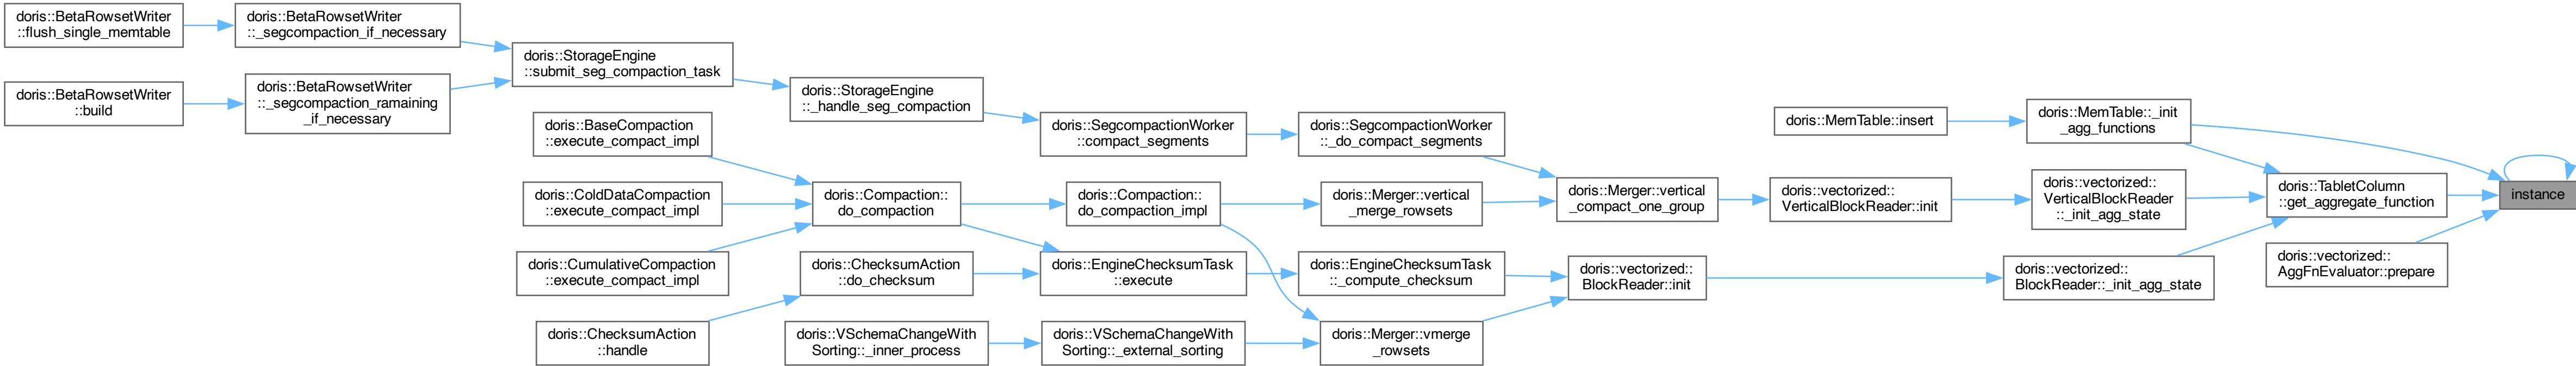 doris::BetaRowsetWriter
::flush_single_memtable
doris::BetaRowsetWriter
::build
doris::BetaRowsetWriter
::_segcompaction_if_necessary
doris::BetaRowsetWriter
::_segcompaction_ramaining
_if_necessary
doris::StorageEngine
::submit_seg_compaction_task
doris::BaseCompaction
::execute_compact_impl
doris::ColdDataCompaction
::execute_compact_impl
doris::CumulativeCompaction
::execute_compact_impl
doris::ChecksumAction
::handle
doris::StorageEngine
::_handle_seg_compaction
doris::Compaction::
do_compaction
doris::ChecksumAction
::do_checksum
doris::VSchemaChangeWith
Sorting::_inner_process
doris::SegcompactionWorker
::compact_segments
doris::Compaction::
do_compaction_impl
doris::EngineChecksumTask
::execute
doris::VSchemaChangeWith
Sorting::_external_sorting
doris::SegcompactionWorker
::_do_compact_segments
doris::Merger::vertical
_merge_rowsets
doris::EngineChecksumTask
::_compute_checksum
doris::Merger::vmerge
_rowsets
doris::Merger::vertical
_compact_one_group
doris::vectorized::
BlockReader::init
doris::MemTable::insert
doris::vectorized::
VerticalBlockReader::init
doris::MemTable::_init
_agg_functions
doris::vectorized::
VerticalBlockReader
::_init_agg_state
doris::vectorized::
BlockReader::_init_agg_state
doris::TabletColumn
::get_aggregate_function
doris::vectorized::
AggFnEvaluator::prepare
instance